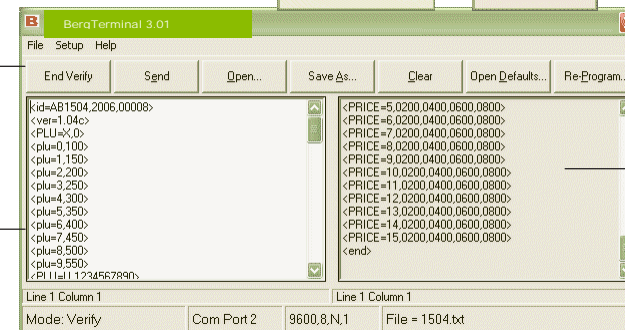 B BergTerminal 3.01
File Setup Help
End Verify Send Open... Save As... Clear Open Defaults... Re-Program...
<id=AB1504,2006,00008>
<ver=1.04c>
<PLU=X,0>
<plu=0,100>
<plu=1,150>
<plu=2,200>
<plu=3,250>
<plu=4,300>
<plu=5,350>
<plu=6,400>
<plu=7,450>
<plu=8,500>
<plu=9,550>
<PLU=U,1234567890>
<PRICE=5,0200,0400,0600,0800>
<PRICE=6,0200,0400,0600,0800>
<PRICE=7,0200,0400,0600,0800>
<PRICE=8,0200,0400,0600,0800>
<PRICE=9,0200,0400,0600,0800>
<PRICE=10,0200,0400,0600,0800>
<PRICE=11,0200,0400,0600,0800>
<PRICE=12,0200,0400,0600,0800>
<PRICE=13,0200,0400,0600,0800>
<PRICE=14,0200,0400,0600,0800>
<PRICE=15,0200,0400,0600,0800>
<end>
Line 1 Column 1 Line 1 Column 1
Mode: Verify Com Port 2 9600,8,N,1 File = 1504.txt